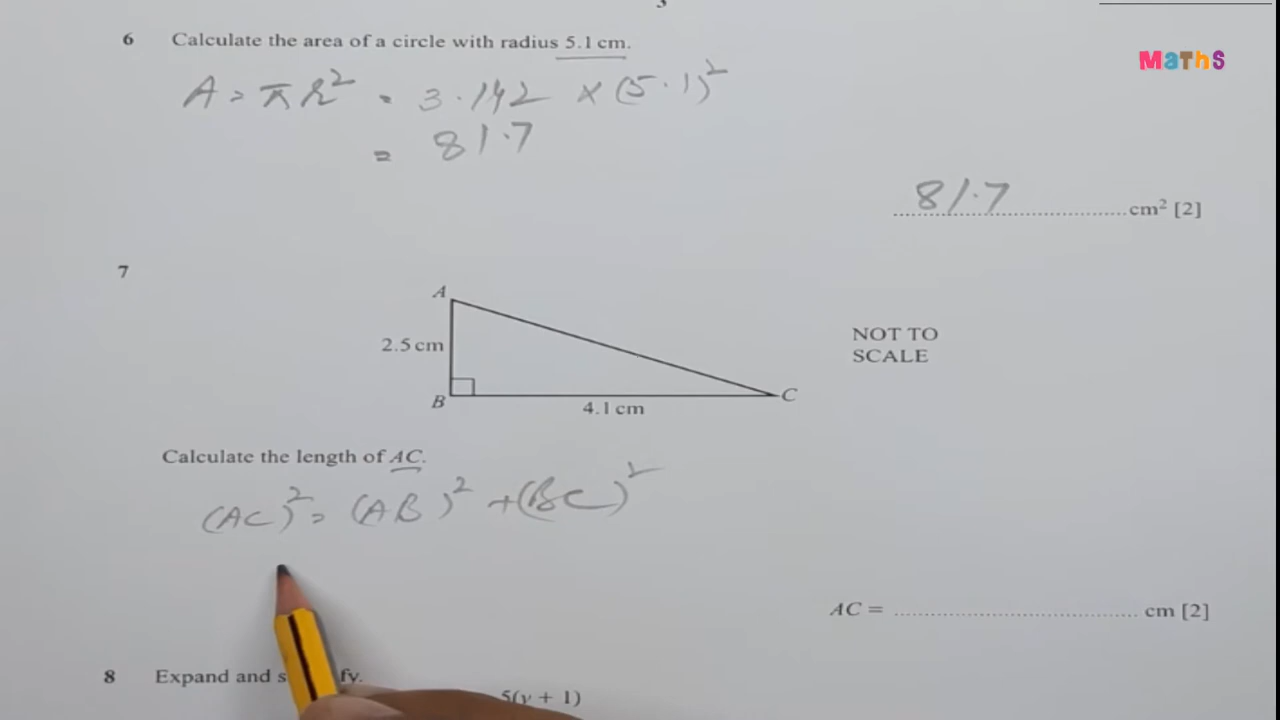 MaTHS
6 Calculate the area of a circle with radius 5.1 cm.
A = πr² = 3.142 × (5.1)²
= 81.7
81.7 cm² [2]
7
A
2.5 cm
B
4.1 cm
C
NOT TO
SCALE
Calculate the length of AC.
(AC)² = (AB)² + (BC)²
AC = ........................................ cm [2]
8 Expand and s fy.
5(y + 1)